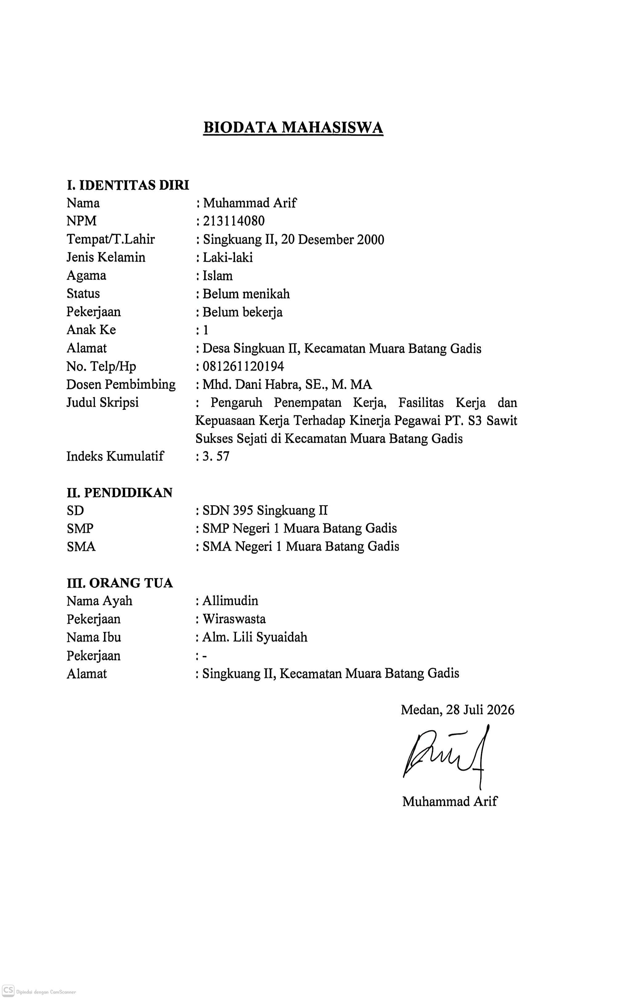 BIODATA MAHASISWA
I. IDENTITAS DIRI
Nama : Muhammad Arif
NPM : 213114080
Tempat/T.Lahir : Singkuang II, 20 Desember 2000
Jenis Kelamin : Laki-laki
Agama : Islam
Status : Belum menikah
Pekerjaan : Belum bekerja
Anak Ke : 1
Alamat : Desa Singkuan II, Kecamatan Muara Batang Gadis
No. Telp/Hp : 081261120194
Dosen Pembimbing : Mhd. Dani Habra, SE., M. MA
Judul Skripsi : Pengaruh Penempatan Kerja, Fasilitas Kerja dan
Kepuasaan Kerja Terhadap Kinerja Pegawai PT. S3 Sawit
Sukses Sejati di Kecamatan Muara Batang Gadis
Indeks Kumulatif : 3. 57
II. PENDIDIKAN
SD : SDN 395 Singkuang II
SMP : SMP Negeri 1 Muara Batang Gadis
SMA : SMA Negeri 1 Muara Batang Gadis
III. ORANG TUA
Nama Ayah : Allimudin
Pekerjaan : Wiraswasta
Nama Ibu : Alm. Lili Syuaidah
Pekerjaan : -
Alamat : Singkuang II, Kecamatan Muara Batang Gadis
Medan, 28 Juli 2026
Muhammad Arif
CS Dipindai dengan CamScanner